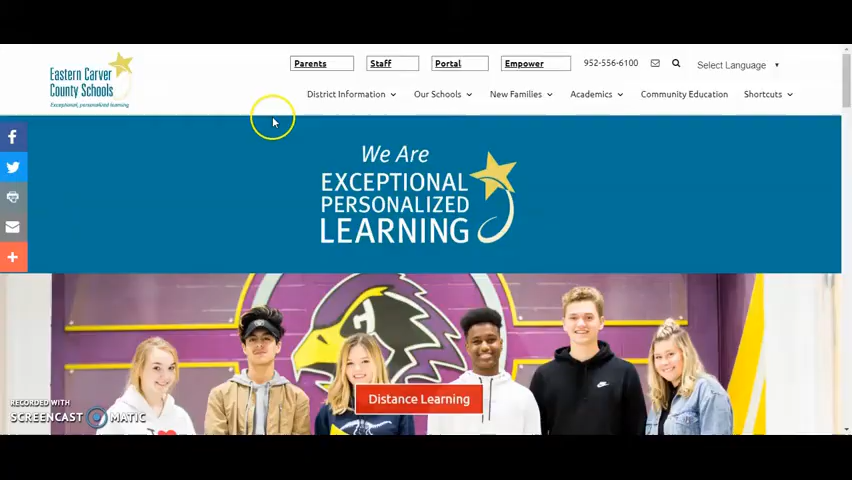 Eastern Carver
County Schools
Exceptional, personalized learning
Parents
Staff
Portal
Empower
952-556-6100
Select Language
District Information
Our Schools
New Families
Academics
Community Education
Shortcuts
We Are
EXCEPTIONAL
PERSONALIZED
LEARNING
Distance Learning
RECORDED WITH
SCREENCAST MATIC